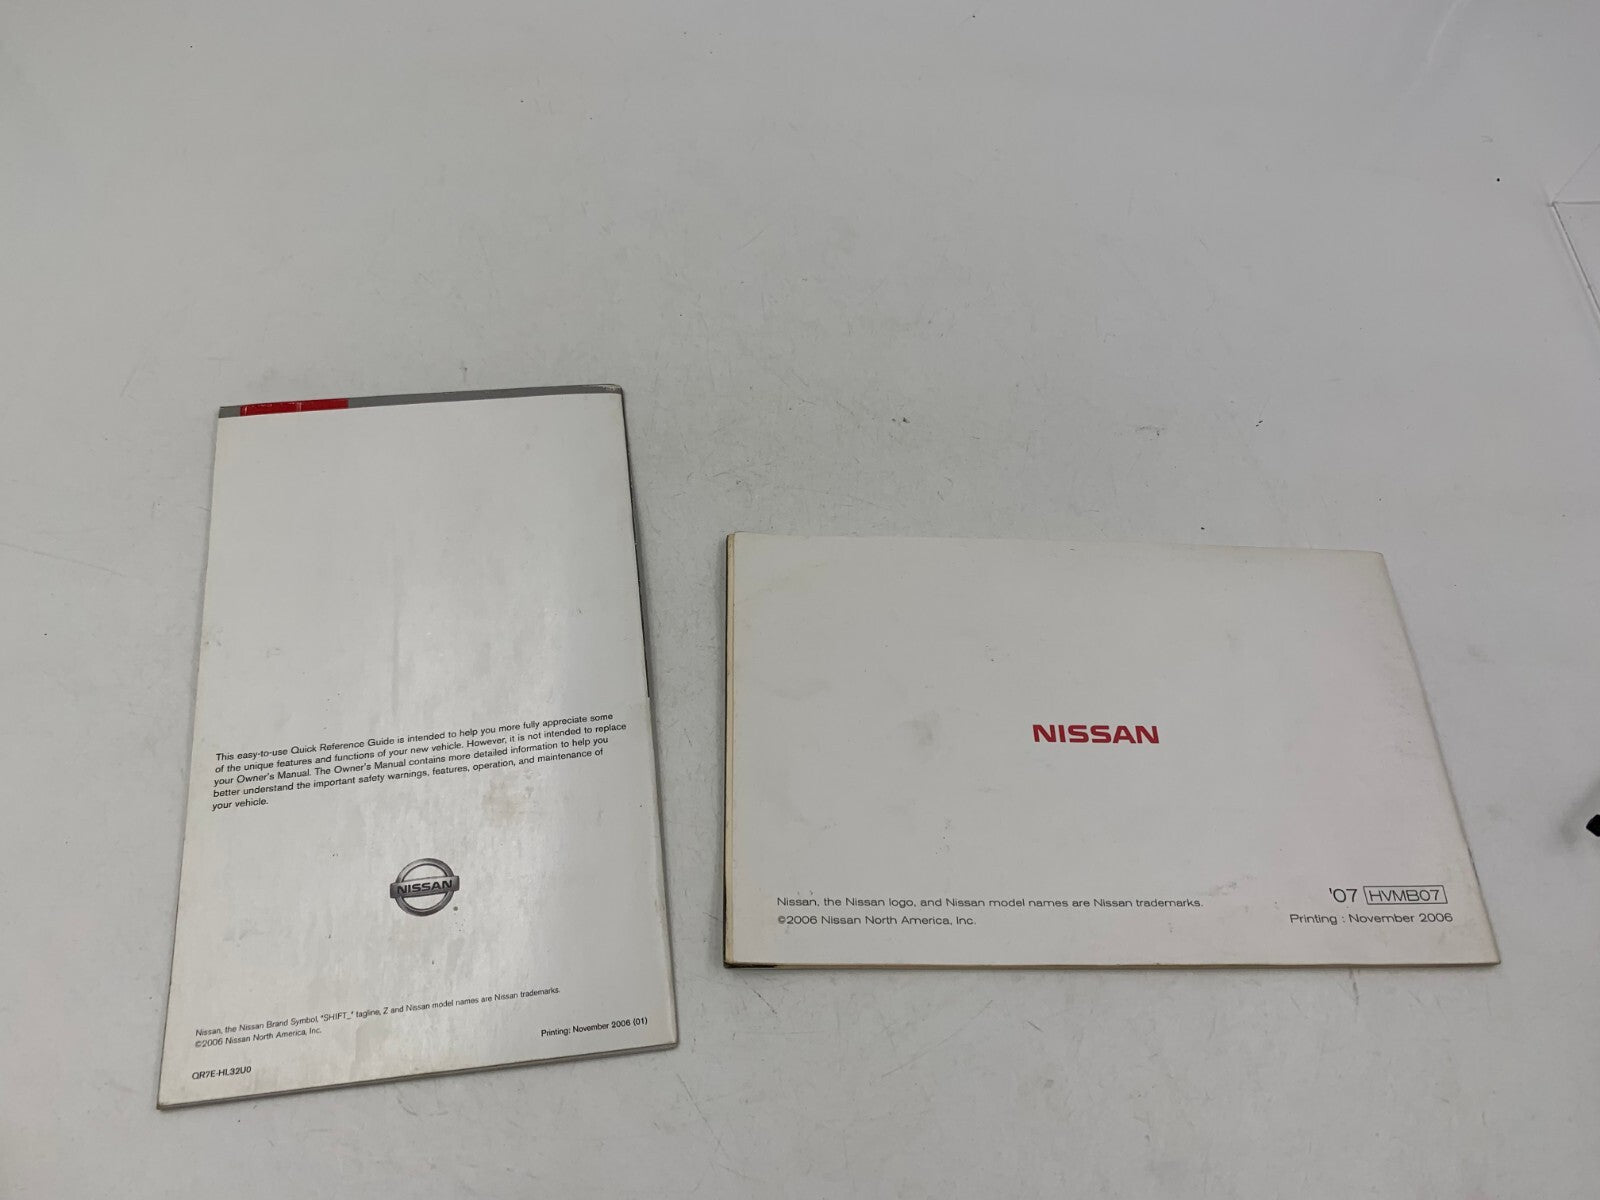 This easy-to-use Quick Reference Guide is intended to help you more fully appreciate some
of the unique features and functions of your new vehicle. However, it is not intended to replace
your Owner's Manual. The Owner's Manual contains more detailed information to help you
better understand the important safety warnings, features, operation, and maintenance of
your vehicle.
NISSAN
Nissan, the Nissan Brand Symbol, "SHIFT_" tagline, Z and Nissan model names are Nissan trademarks.
©2006 Nissan North America, Inc.
Printing: November 2006 (01)
QR7E-HL32U0
NISSAN
Nissan, the Nissan logo, and Nissan model names are Nissan trademarks.
©2006 Nissan North America, Inc.
'07 HVMB07
Printing : November 2006